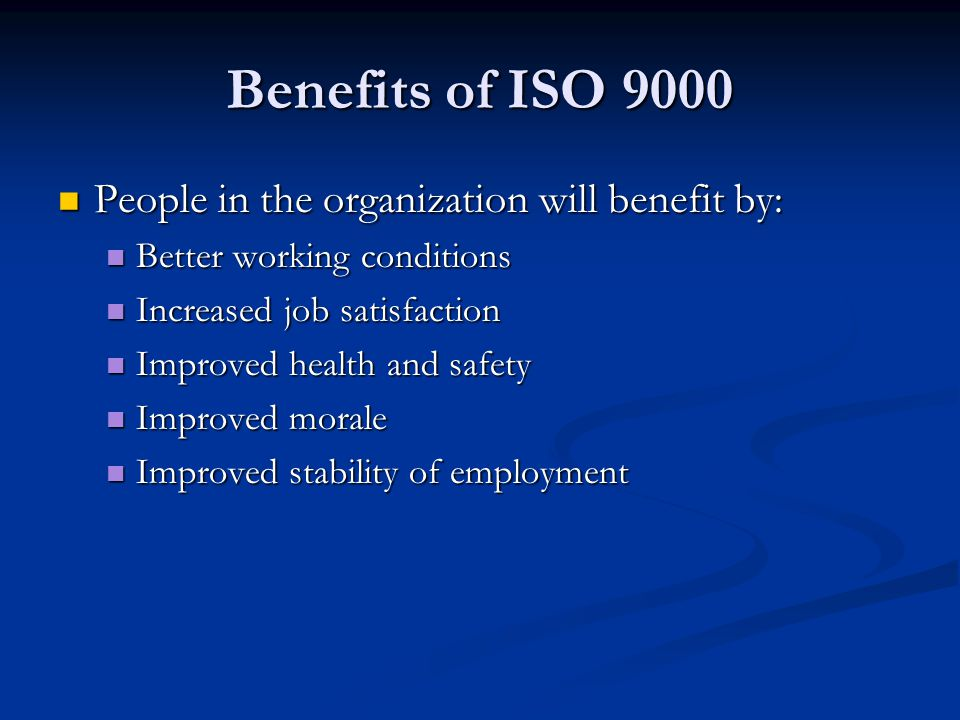 Benefits of ISO 9000
People in the organization will benefit by:
Better working conditions
Increased job satisfaction
Improved health and safety
Improved morale
Improved stability of employment